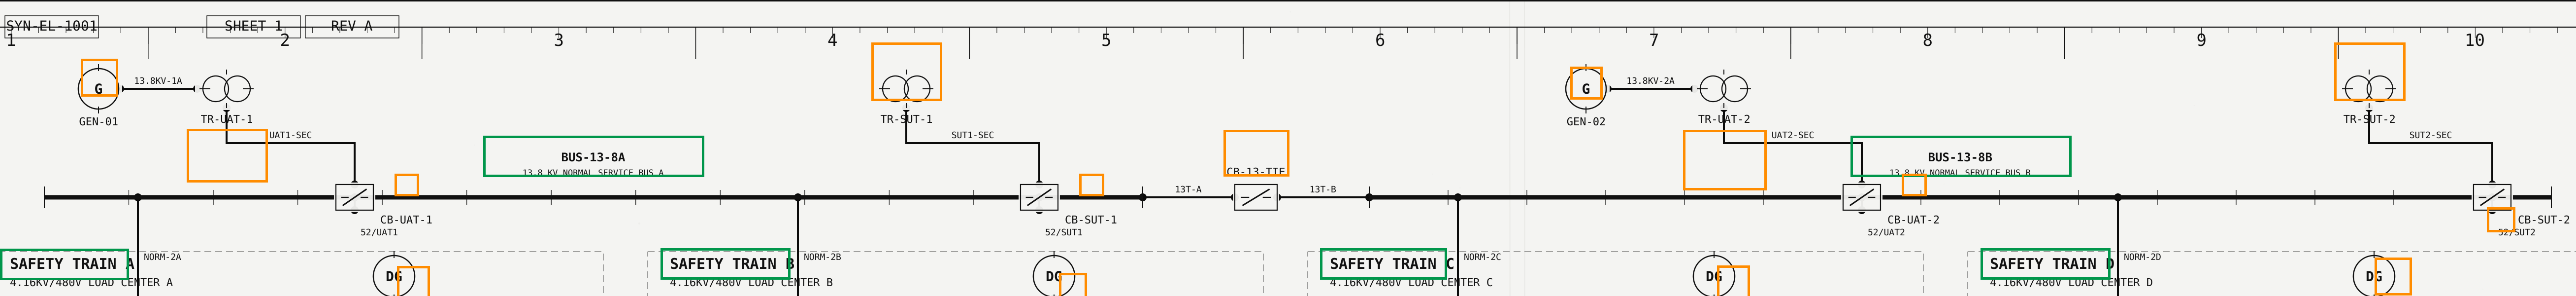 SYN-EL-1001 SHEET 1 REV A
1 2 3 4 5 6 7 8 9 10
G 13.8KV-1A G 13.8KV-2A
GEN-01 TR-UAT-1 TR-SUT-1 GEN-02 TR-UAT-2 TR-SUT-2
UAT1-SEC SUT1-SEC UAT2-SEC SUT2-SEC
BUS-13-8A BUS-13-8B
13.8 KV NORMAL SERVICE BUS A CB-13-TIE 13.8 KV NORMAL SERVICE BUS B
13T-A 13T-B
CB-UAT-1 CB-SUT-1 CB-UAT-2 CB-SUT-2
52/UAT1 52/SUT1 52/UAT2 52/SUT2
SAFETY TRAIN A NORM-2A SAFETY TRAIN B NORM-2B SAFETY TRAIN C NORM-2C SAFETY TRAIN D NORM-2D
DG DG DG DG
4.16KV/480V LOAD CENTER A 4.16KV/480V LOAD CENTER B 4.16KV/480V LOAD CENTER C 4.16KV/480V LOAD CENTER D